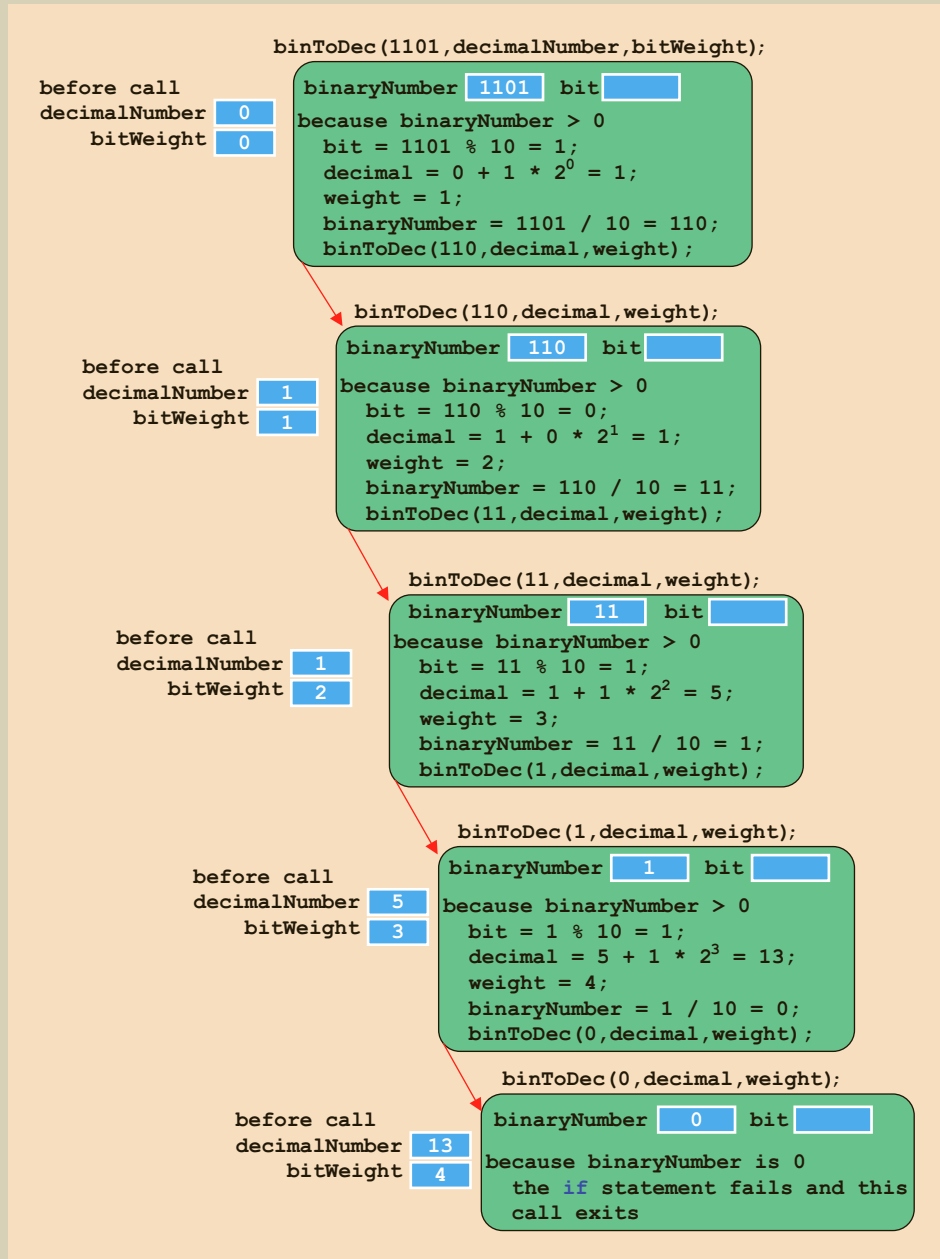 binToDec(1101,decimalNumber,bitWeight);
before call
decimalNumber 0
bitWeight 0
binaryNumber 1101 bit
because binaryNumber > 0
bit = 1101 % 10 = 1;
decimal = 0 + 1 * 2^0 = 1;
weight = 1;
binaryNumber = 1101 / 10 = 110;
binToDec(110,decimal,weight);
binToDec(110,decimal,weight);
before call
decimalNumber 1
bitWeight 1
binaryNumber 110 bit
because binaryNumber > 0
bit = 110 % 10 = 0;
decimal = 1 + 0 * 2^1 = 1;
weight = 2;
binaryNumber = 110 / 10 = 11;
binToDec(11,decimal,weight);
binToDec(11,decimal,weight);
before call
decimalNumber 1
bitWeight 2
binaryNumber 11 bit
because binaryNumber > 0
bit = 11 % 10 = 1;
decimal = 1 + 1 * 2^2 = 5;
weight = 3;
binaryNumber = 11 / 10 = 1;
binToDec(1,decimal,weight);
binToDec(1,decimal,weight);
before call
decimalNumber 5
bitWeight 3
binaryNumber 1 bit
because binaryNumber > 0
bit = 1 % 10 = 1;
decimal = 5 + 1 * 2^3 = 13;
weight = 4;
binaryNumber = 1 / 10 = 0;
binToDec(0,decimal,weight);
binToDec(0,decimal,weight);
before call
decimalNumber 13
bitWeight 4
binaryNumber 0 bit
because binaryNumber is 0
the if statement fails and this
call exits